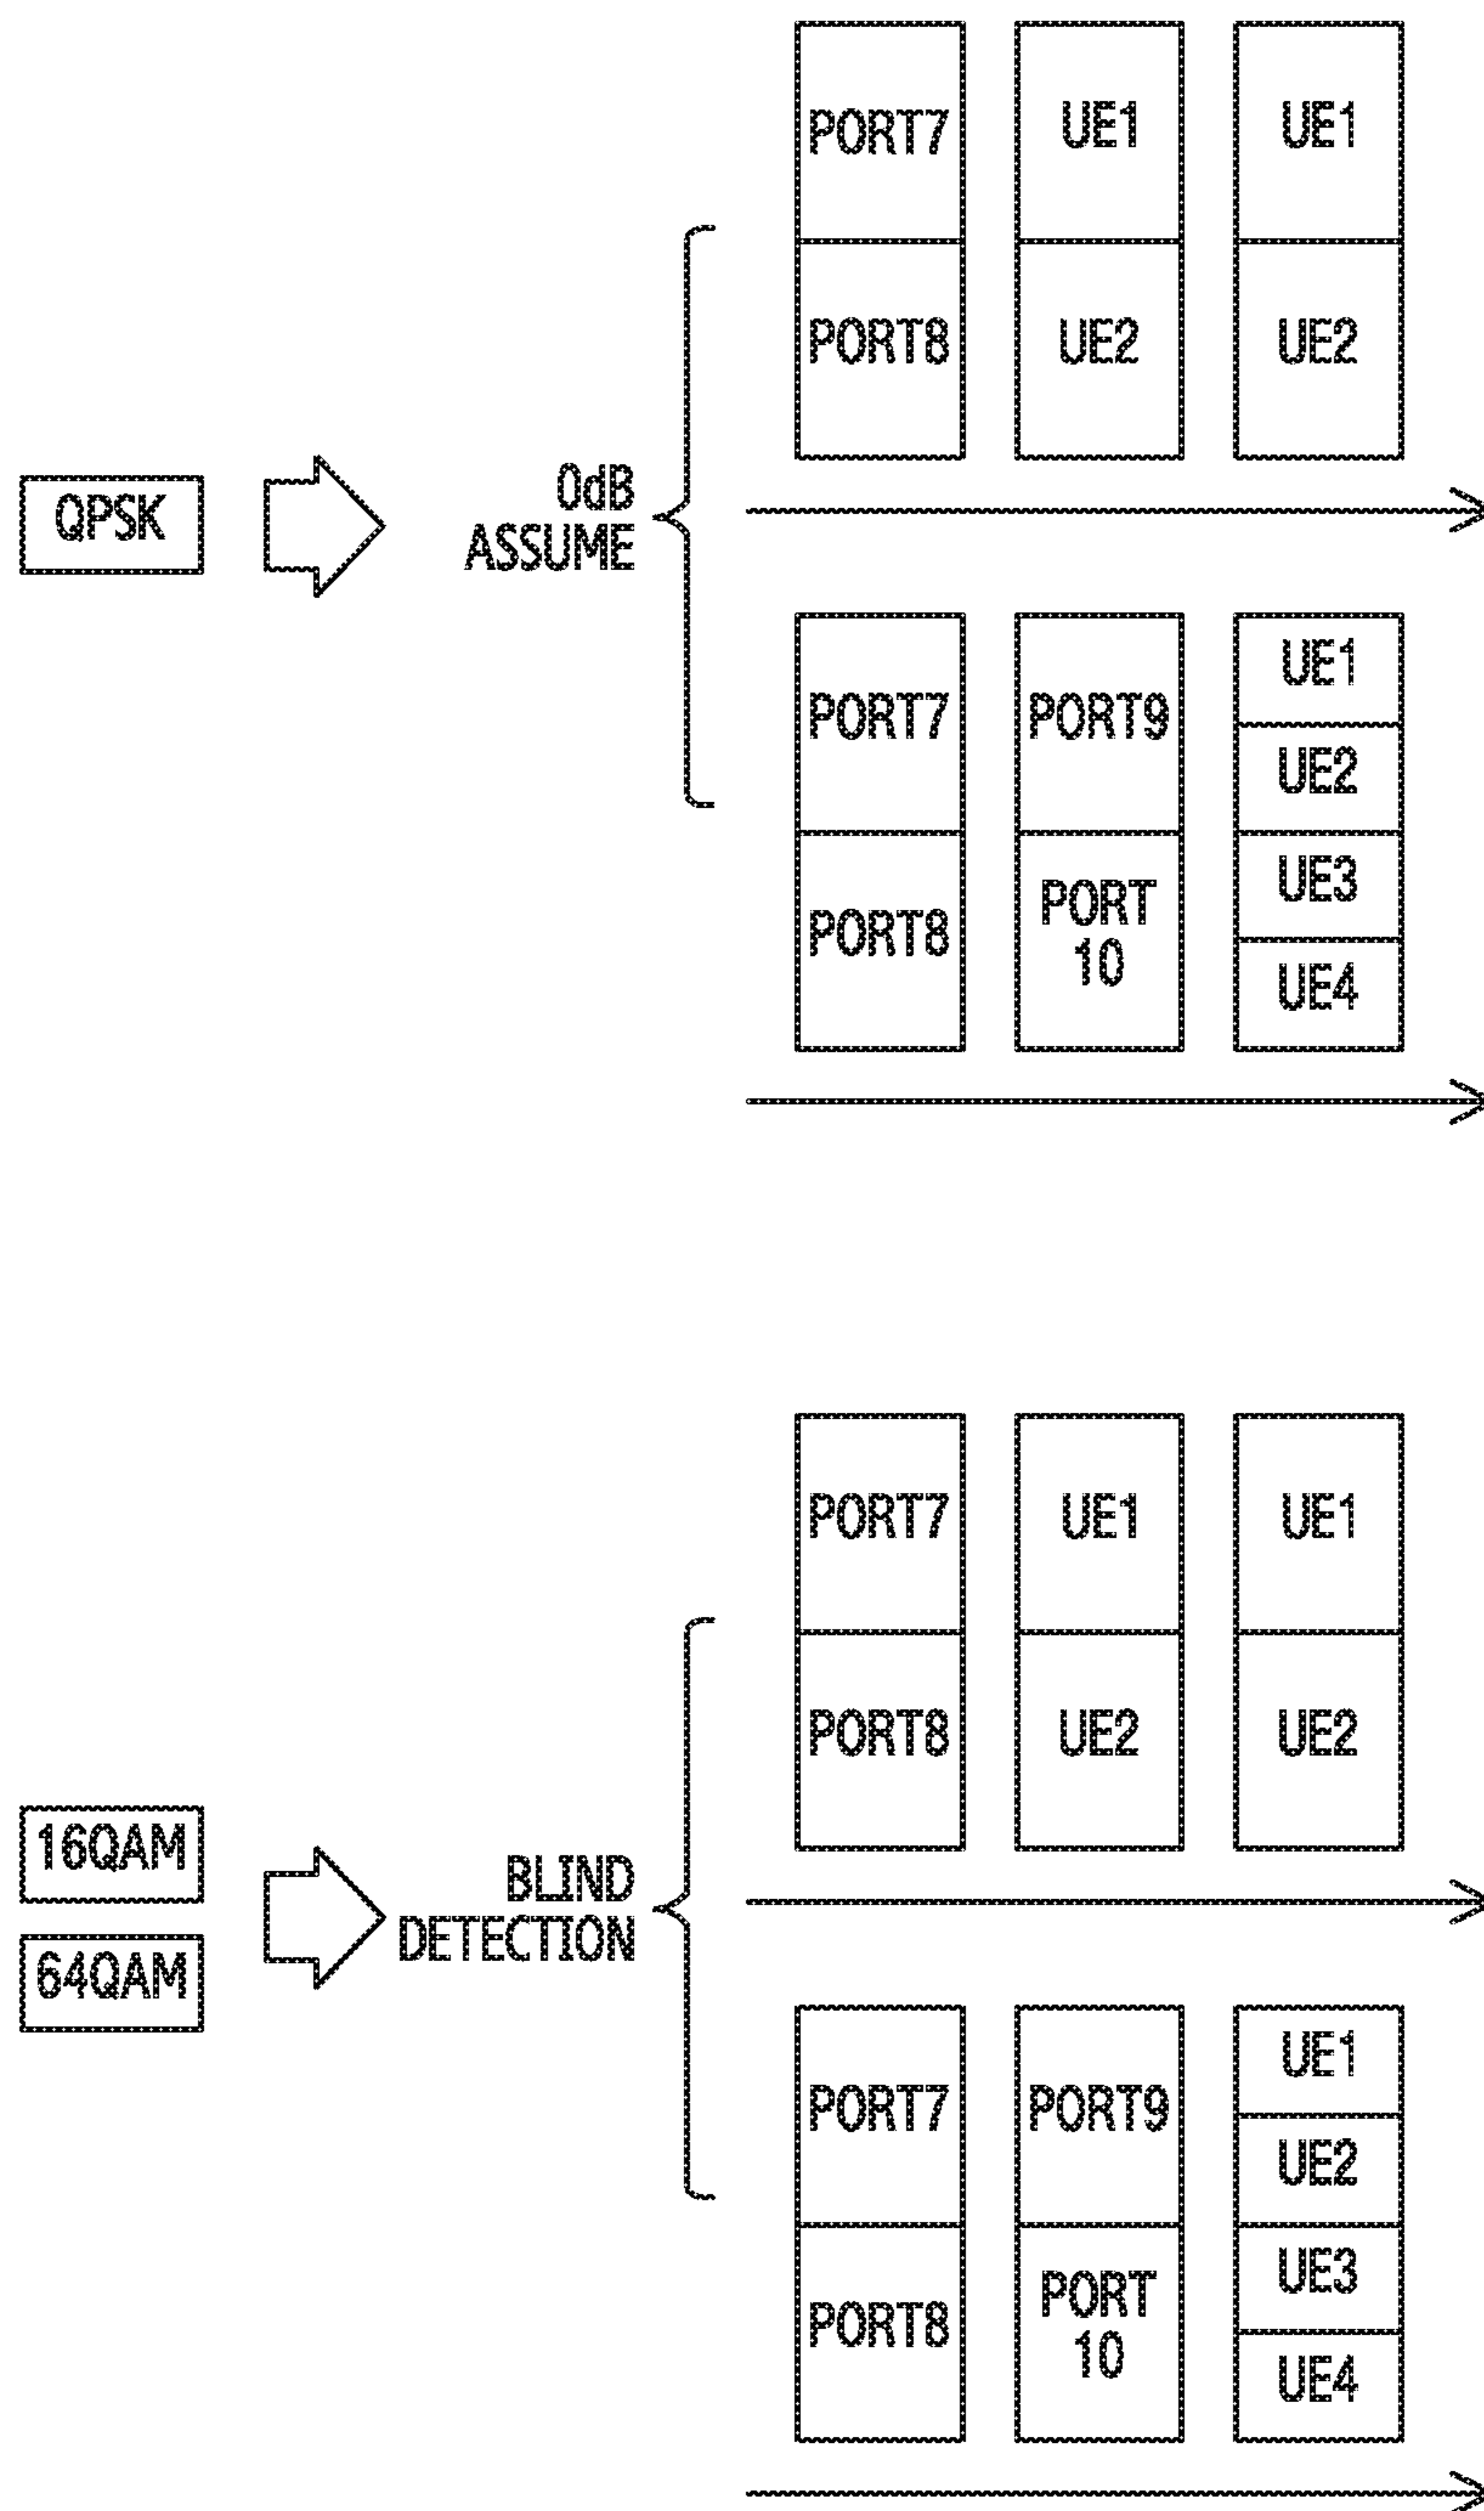 PORT7 UE1 UE1
PORT8 UE2 UE2
QPSK
0dB
ASSUME
PORT7 PORT9 UE1
UE2
PORT8 PORT
10
UE3
UE4
PORT7 UE1 UE1
PORT8 UE2 UE2
16QAM
64QAM
BLIND
DETECTION
PORT7 PORT9 UE1
UE2
PORT8 PORT
10
UE3
UE4